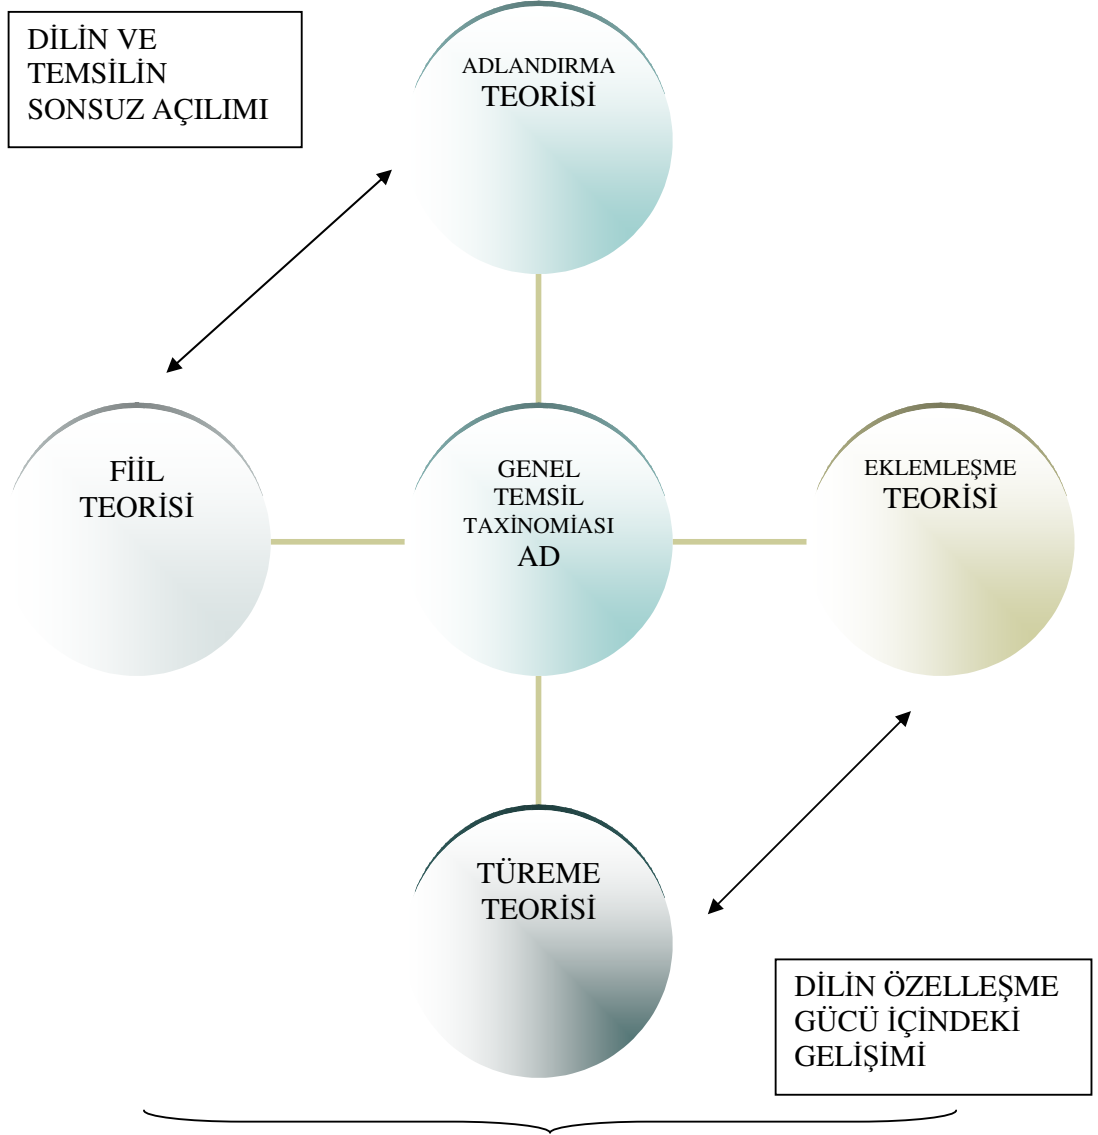 DİLİN VE
TEMSİLİN
SONSUZ AÇILIMI
ADLANDIRMA
TEORİSİ
FİİL
TEORİSİ
GENEL
TEMSİL
TAXİNOMİASI
AD
EKLEMLEŞME
TEORİSİ
TÜREME
TEORİSİ
DİLİN ÖZELLEŞME
GÜCÜ İÇİNDEKİ
GELİŞİMİ